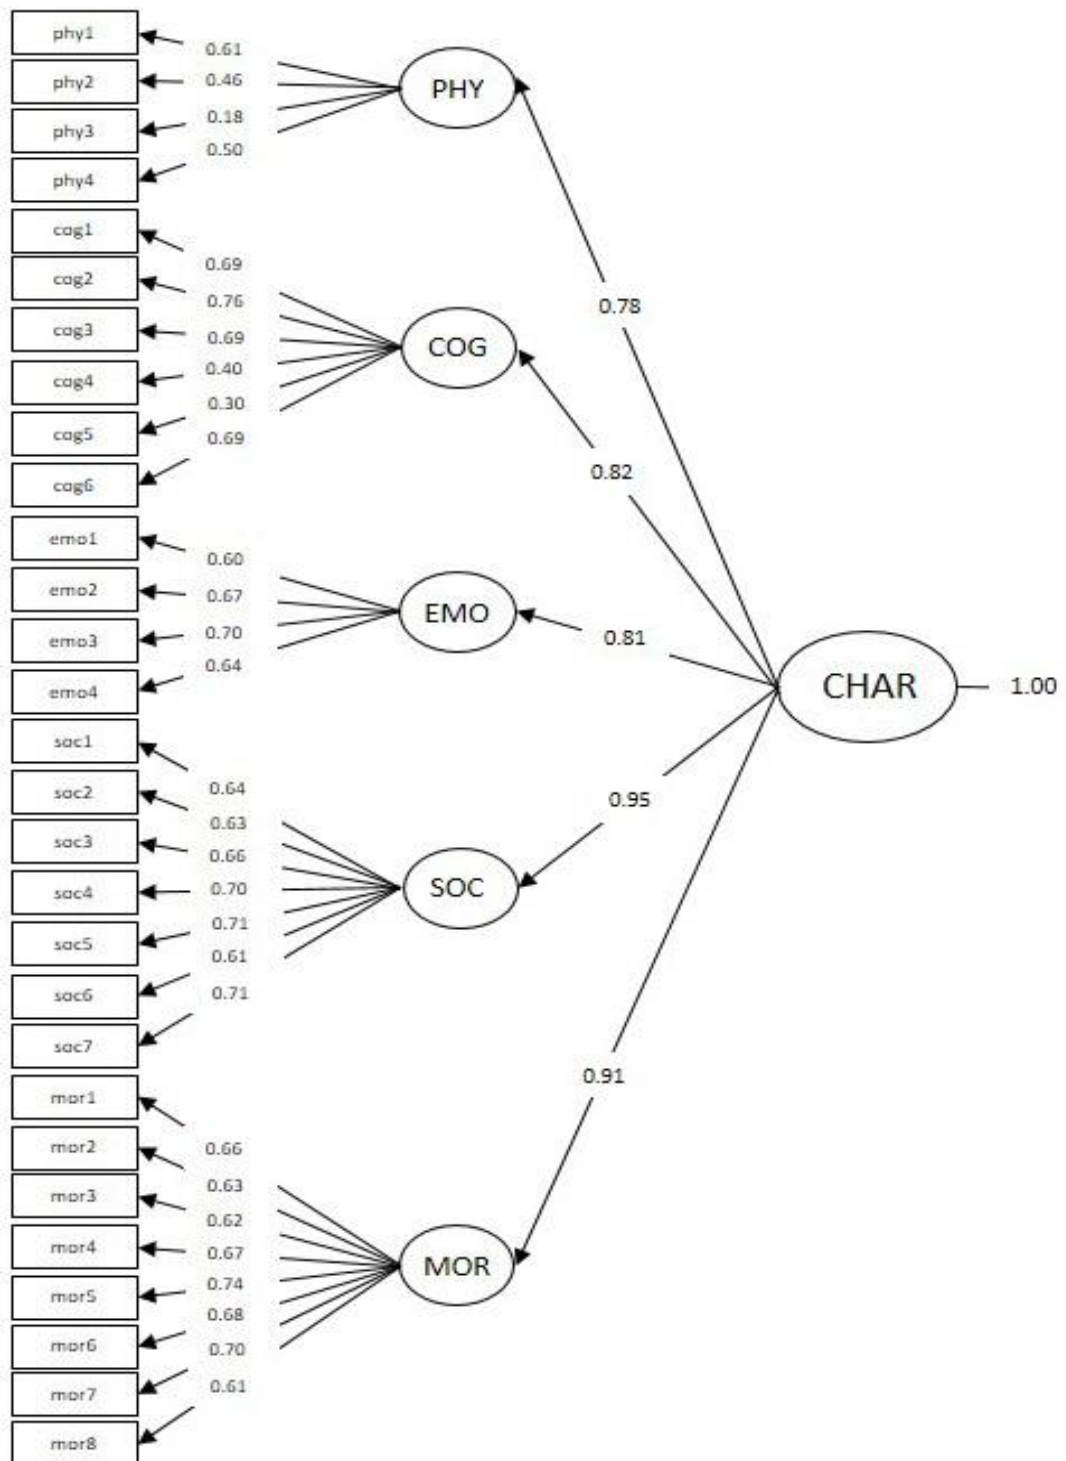 phy1
0.61
phy2
0.46
PHY
phy3
0.18
phy4
0.50
cog1
0.69
cog2
0.76
0.78
cog3
0.69
COG
cog4
0.40
cog5
0.30
cog6
0.69
0.82
emo1
0.60
emo2
0.67
EMO
emo3
0.70
0.81
emo4
0.64
CHAR
1.00
soc1
0.64
soc2
0.63
0.95
soc3
0.66
soc4
0.70
SOC
soc5
0.71
soc6
0.61
soc7
0.71
0.91
mor1
0.66
mor2
0.63
mor3
0.62
mor4
0.67
MOR
mor5
0.74
mor6
0.68
mor7
0.70
mor8
0.61